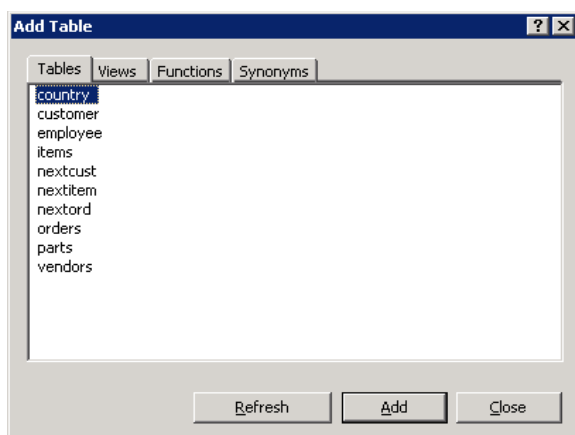 Add Table
Tables Views Functions Synonyms
country
customer
employee
items
nextcust
nextitem
nextord
orders
parts
vendors
Refresh Add Close